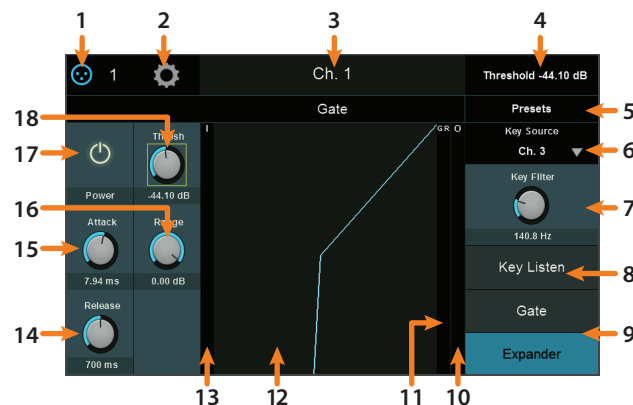 1 2 3 4
1 Ch. 1 Threshold -44.10 dB
Gate Presets 5
18 Thresh I GR O Key Source
17 Ch. 3 6
Power -44.10 dB Key Filter
16 7
Attack Range 140.8 Hz
15 Key Listen 8
7.94 ms 0.00 dB
Release Gate
14 9
700 ms Expander
13 12 11 10